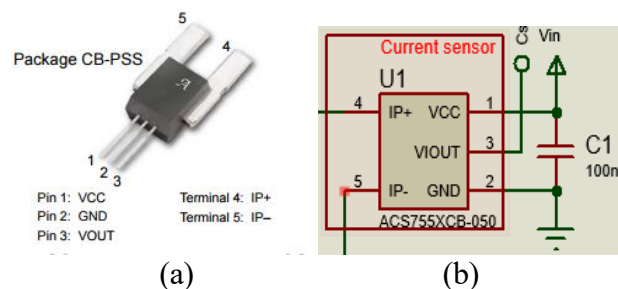 5
4
Package CB-PSS
A
1
2
3
Pin 1: VCC Terminal 4: IP+
Pin 2: GND Terminal 5: IP–
Pin 3: VOUT
(a)
Current sensor
Cs
Vin
U1
4 IP+ VCC 1
VIOUT 3
5 IP- GND 2
ACS755XCB-050
C1
100n
(b)